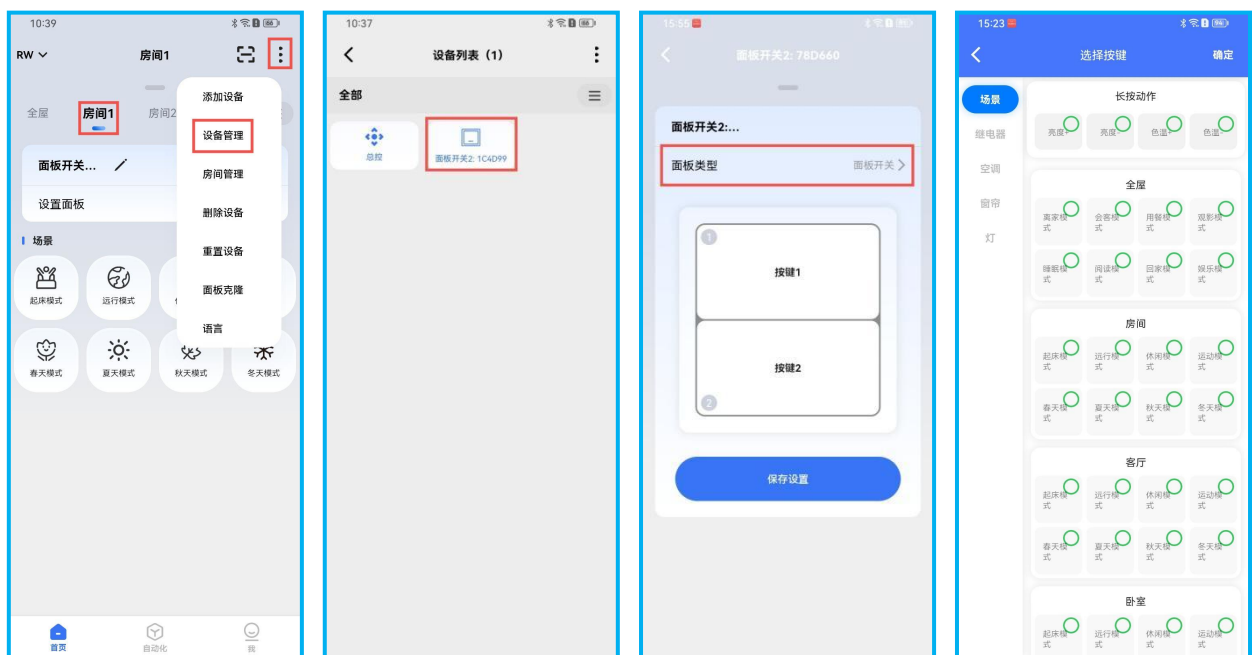 10:39
66
RW
房间1
全屋
房间1
房间2
添加设备
设备管理
房间管理
删除设备
重置设备
面板克隆
语言
面板开关...
设置面板
场景
起床模式
远行模式
春天模式
夏天模式
秋天模式
冬天模式
首页
自动化
我
10:37
66
设备列表（1）
全部
总控
面板开关2: 1C4D99
15:55
面板开关2: 78D660
面板开关2:...
面板类型
面板开关
1
按键1
按键2
2
保存设置
15:23
94
选择按键
确定
场景
继电器
空调
窗帘
灯
长按动作
亮度+
亮度-
色温+
色温-
全屋
离家模式
会客模式
用餐模式
观影模式
睡眠模式
阅读模式
回家模式
娱乐模式
房间
起床模式
远行模式
休闲模式
运动模式
春天模式
夏天模式
秋天模式
冬天模式
客厅
起床模式
远行模式
休闲模式
运动模式
春天模式
夏天模式
秋天模式
冬天模式
卧室
起床模式
远行模式
休闲模式
运动模式